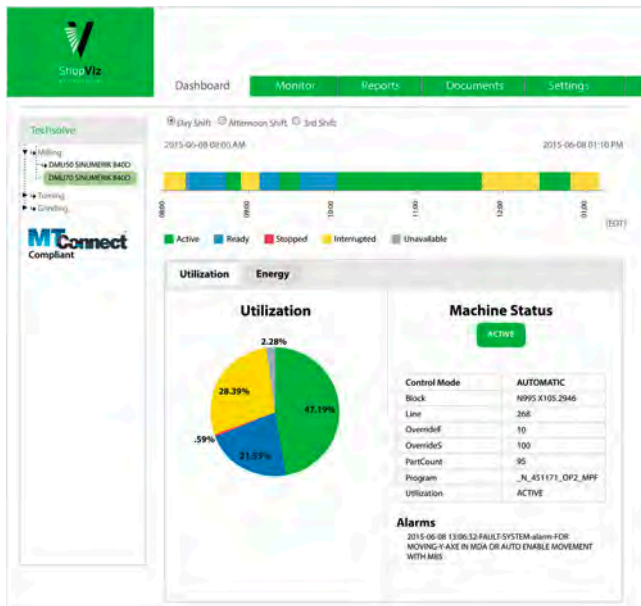 ShopViz
Dashboard
Monitor
Reports
Documents
Settings
Techsolve
Milling
DMU50 SINUMERIK 840D
DMU70 SINUMERIK 840D
Turning
Grinding
MTConnect
Compliant
Day Shift Afternoon Shift 3rd Shift
2015-06-08 08:00 AM
2015-06-08 01:10 PM
0800
09:00
10:00
11:00
12:00
01:00
(EDT)
Active Ready Stopped Interrupted Unavailable
Utilization Energy
Utilization
2.28%
28.39%
47.19%
.59%
21.55%
Machine Status
ACTIVE
Control Mode AUTOMATIC
Block N995 X105.2946
Line 268
OverrideF 10
OverrideS 100
PartCount 95
Program _N_451171_OP2_MPF
Utilization ACTIVE
Alarms
2015-06-08 13:06:32-FAULT-SYSTEM-alarm-FOR
MOVING-Y-AXE IN MDA OR AUTO ENABLE MOVEMENT
WITH M85